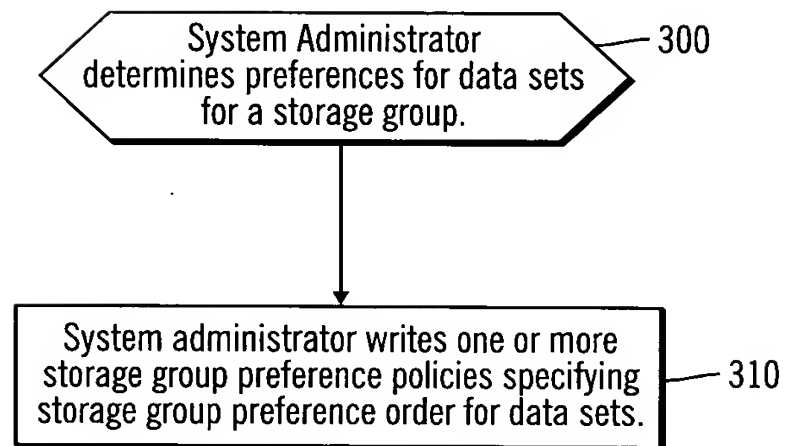 System Administrator
determines preferences for data sets
for a storage group.
300
System administrator writes one or more
storage group preference policies specifying
storage group preference order for data sets.
310